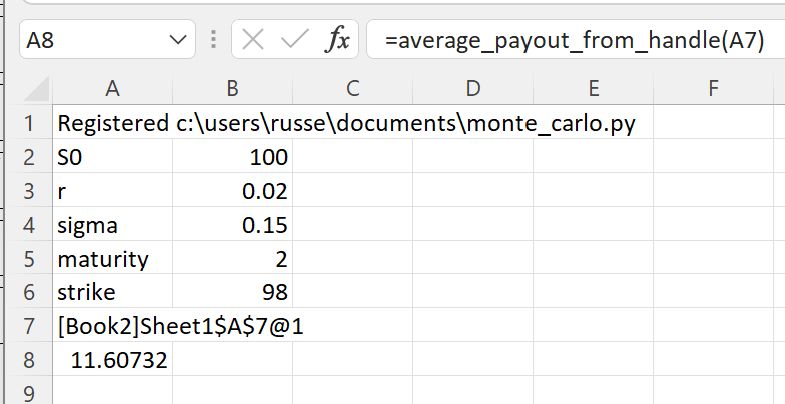 A8 fx =average_payout_from_handle(A7)
A B C D E F
1 Registered c:\users\russe\documents\monte_carlo.py
2 S0 100
3 r 0.02
4 sigma 0.15
5 maturity 2
6 strike 98
7 [Book2]Sheet1$A$7@1
8 11.60732
9